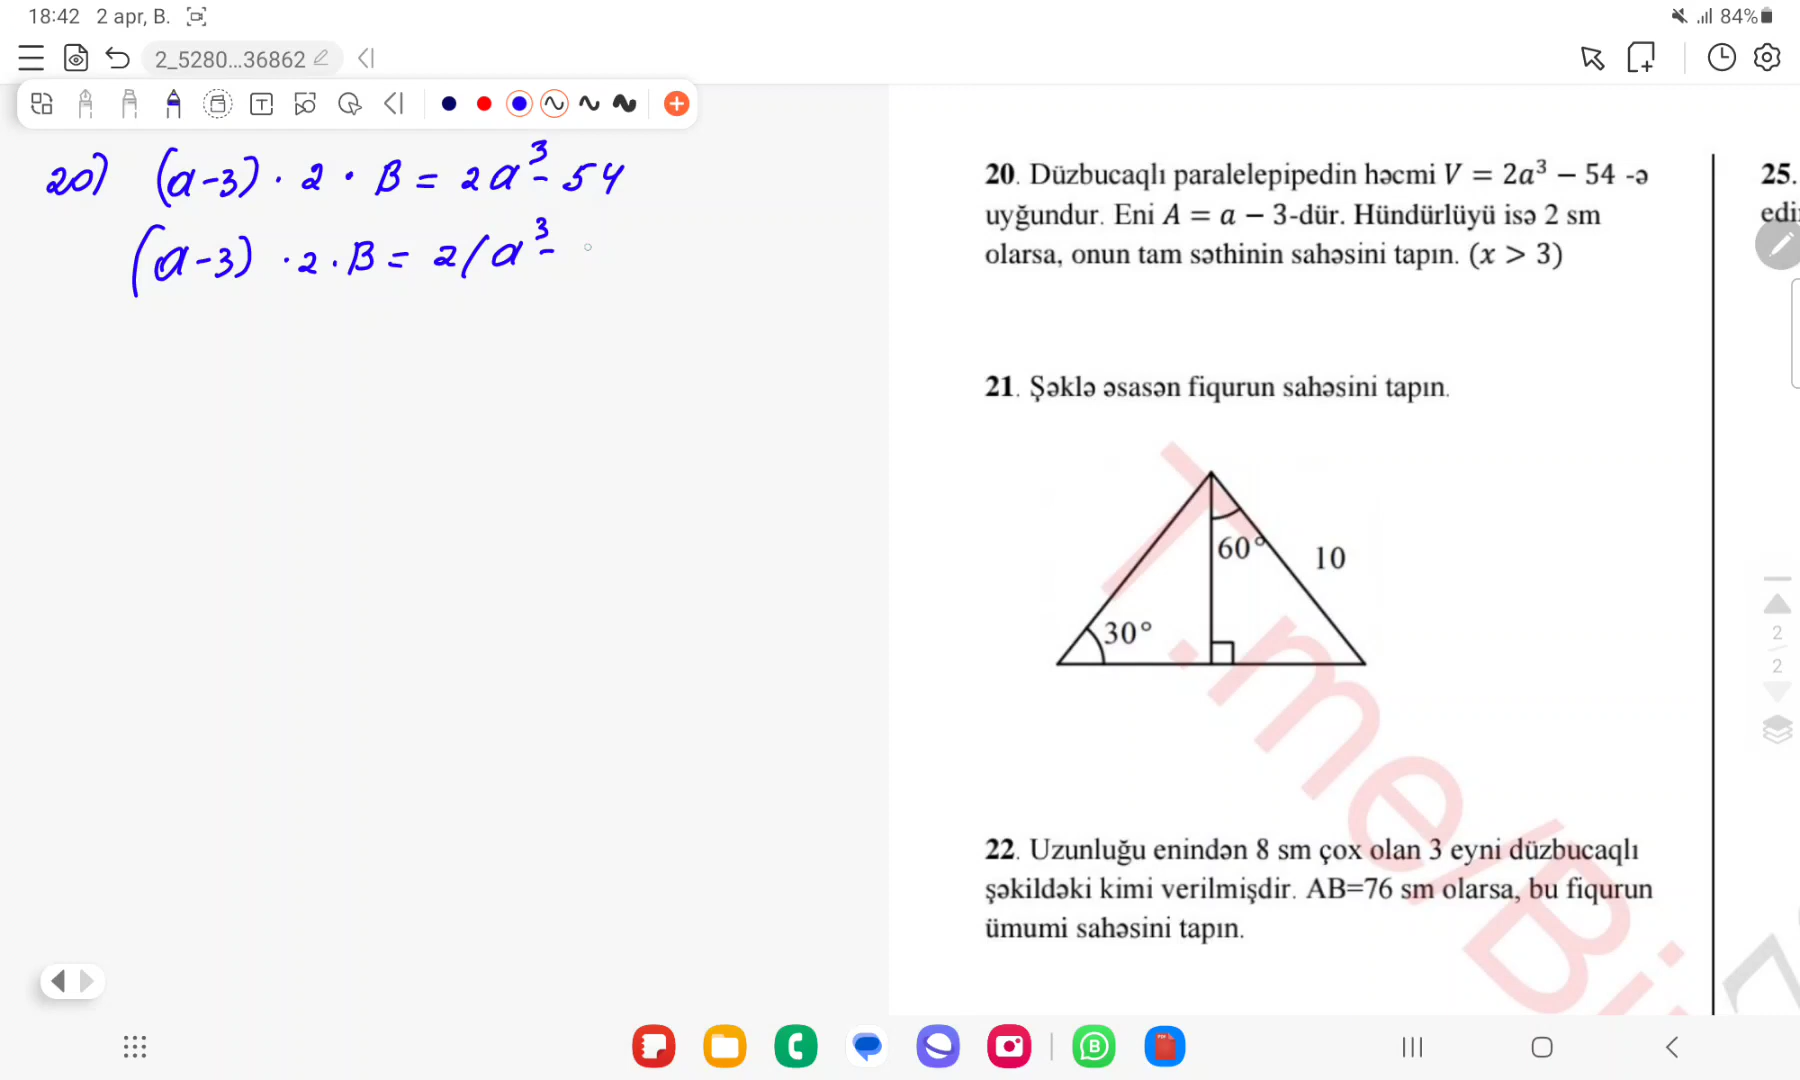 18:42 2 apr, B.
84%
2_5280...36862
20) (a-3) · 2 · B = 2a³ - 54
(a-3) · 2 · B = 2(a³ -
20. Düzbucaqlı paralelepipedin həcmi V = 2a³ − 54 -ə
uyğundur. Eni A = a − 3-dür. Hündürlüyü isə 2 sm
olarsa, onun tam səthinin sahəsini tapın. (x > 3)
21. Şəklə əsasən fiqurun sahəsini tapın.
60°
10
30°
22. Uzunluğu enindən 8 sm çox olan 3 eyni düzbucaqlı
şəkildəki kimi verilmişdir. AB=76 sm olarsa, bu fiqurun
ümumi sahəsini tapın.
25.
edi
2
2
T.me/Bi